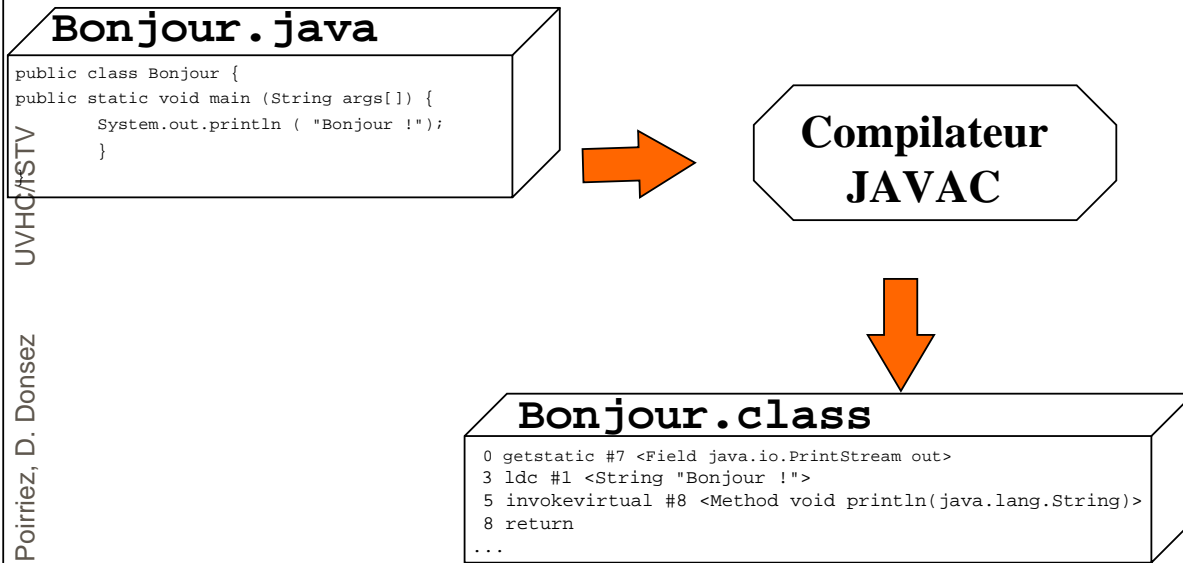 Bonjour.java
public class Bonjour {
public static void main (String args[]) {
System.out.println ( "Bonjour !");
}
Compilateur
JAVAC
Bonjour.class
0 getstatic #7 <Field java.io.PrintStream out>
3 ldc #1 <String "Bonjour !">
5 invokevirtual #8 <Method void println(java.lang.String)>
8 return
...
Poirriez, D. Donsez UVHC/ISTV